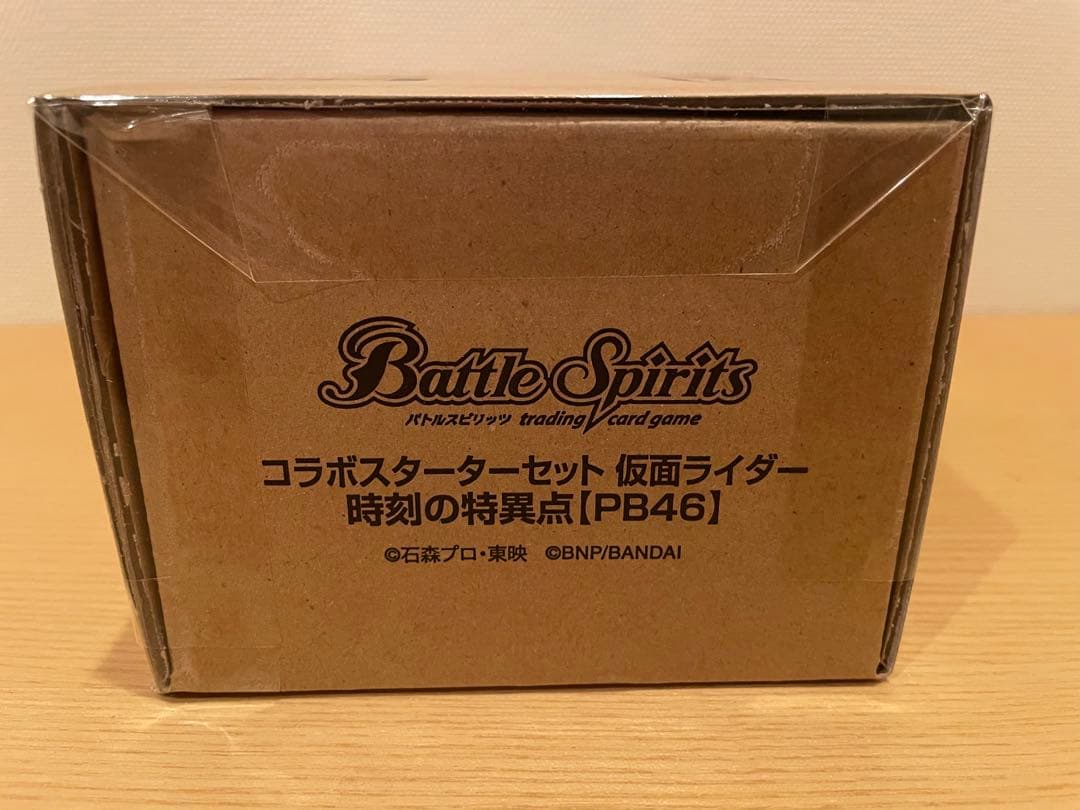 Battle Spirits
バトルスピリッツ trading card game
コラボスターターセット 仮面ライダー
時刻の特異点【PB46】
©石森プロ・東映 ©BNP/BANDAI